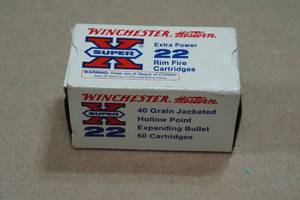 WINCHESTER Western
SUPER X
Extra Power
22
Rim Fire
Cartridges
WARNING: Keep out of Reach of Children
WINCHESTER Western
SUPER X
22
40 Grain Jacketed
Hollow Point
Expanding Bullet
50 Cartridges